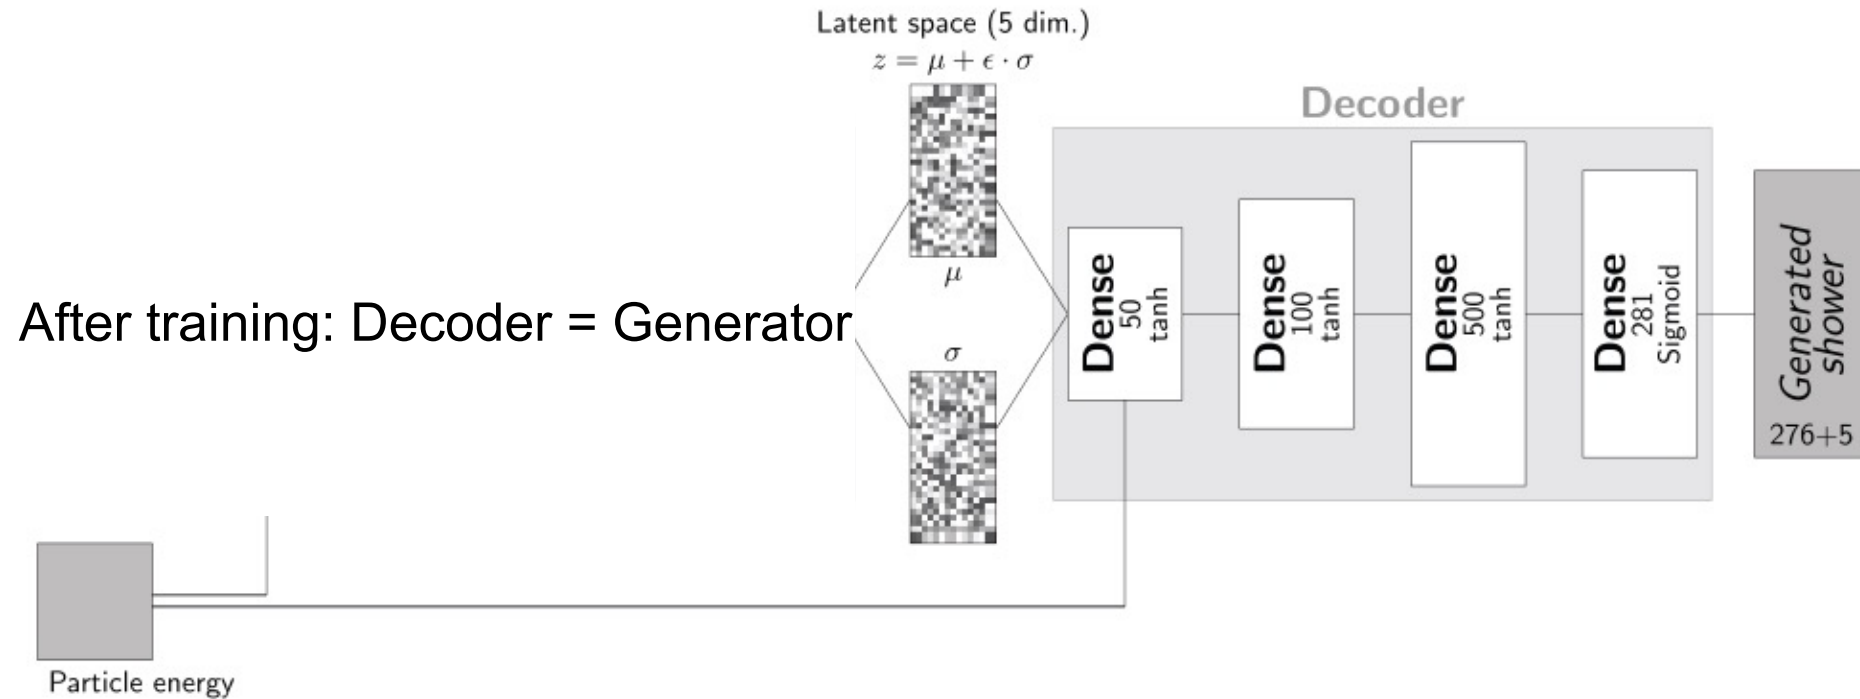 Latent space (5 dim.)
z = μ + ϵ · σ
Decoder
μ
After training: Decoder = Generator
σ
Dense
50
tanh
Dense
100
tanh
Dense
500
tanh
Dense
281
Sigmoid
Generated
shower
276+5
Particle energy